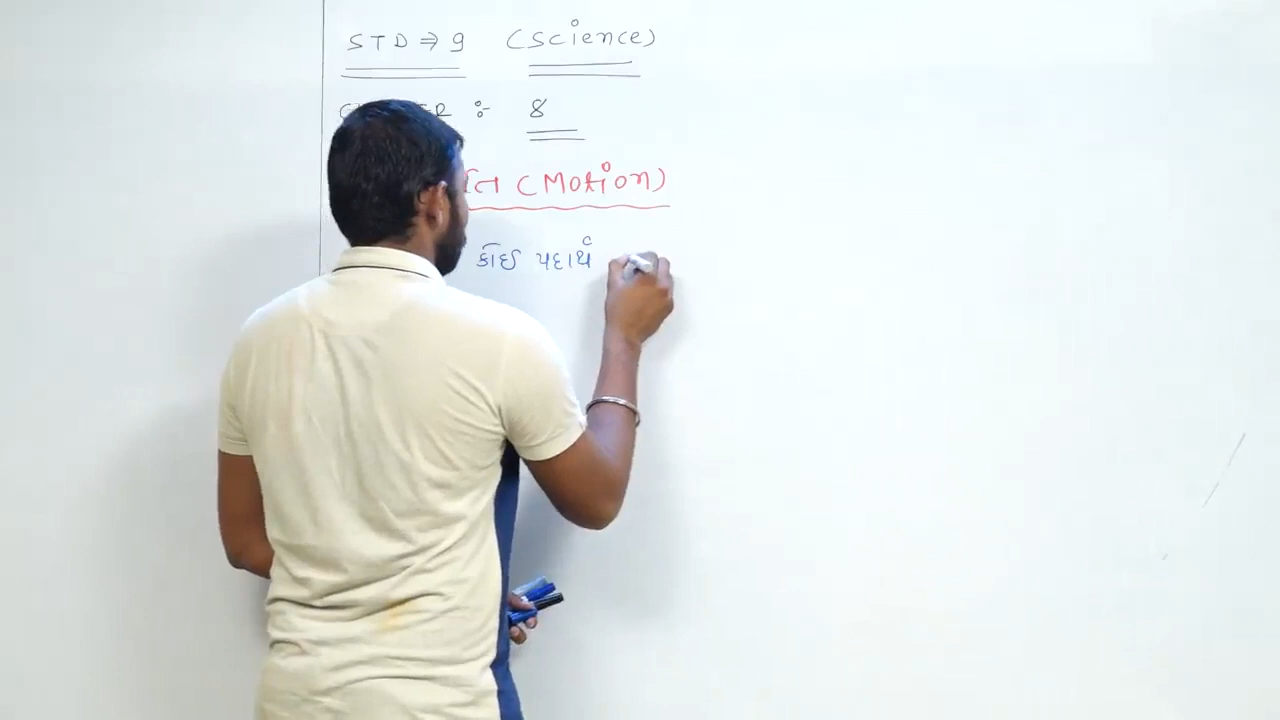 STD ⇒ 9 (Science)
: 8
(Motion)
કોઈ પદાર્થ